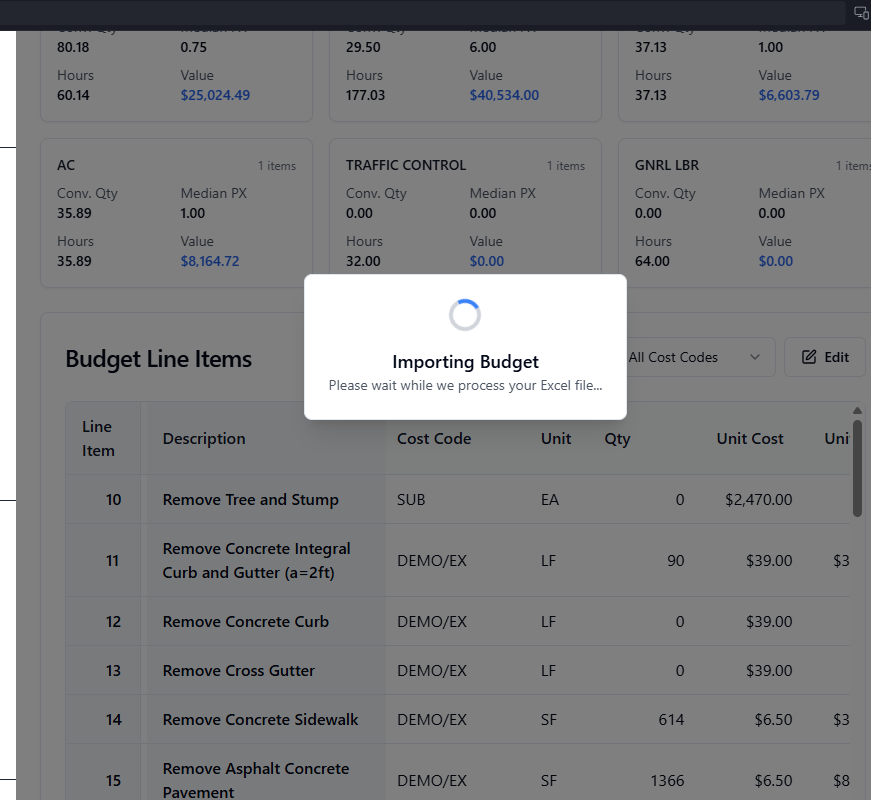 80.18
0.75
29.50
6.00
37.13
1.00
Hours
Value
Hours
Value
Hours
Value
60.14
$25,024.49
177.03
$40,534.00
37.13
$6,603.79
AC
1 items
TRAFFIC CONTROL
1 items
GNRL LBR
1 items
Conv. Qty
Median PX
Conv. Qty
Median PX
Conv. Qty
Median PX
35.89
1.00
0.00
0.00
0.00
0.00
Hours
Value
Hours
Value
Hours
Value
35.89
$8,164.72
32.00
$0.00
64.00
$0.00
Importing Budget
Please wait while we process your Excel file...
Budget Line Items
All Cost Codes
Edit
Line
Item
Description
Cost Code
Unit
Qty
Unit Cost
Uni
10
Remove Tree and Stump
SUB
EA
0
$2,470.00
11
Remove Concrete Integral
Curb and Gutter (a=2ft)
DEMO/EX
LF
90
$39.00
$3
12
Remove Concrete Curb
DEMO/EX
LF
0
$39.00
13
Remove Cross Gutter
DEMO/EX
LF
0
$39.00
14
Remove Concrete Sidewalk
DEMO/EX
SF
614
$6.50
$3
15
Remove Asphalt Concrete
Pavement
DEMO/EX
SF
1366
$6.50
$8